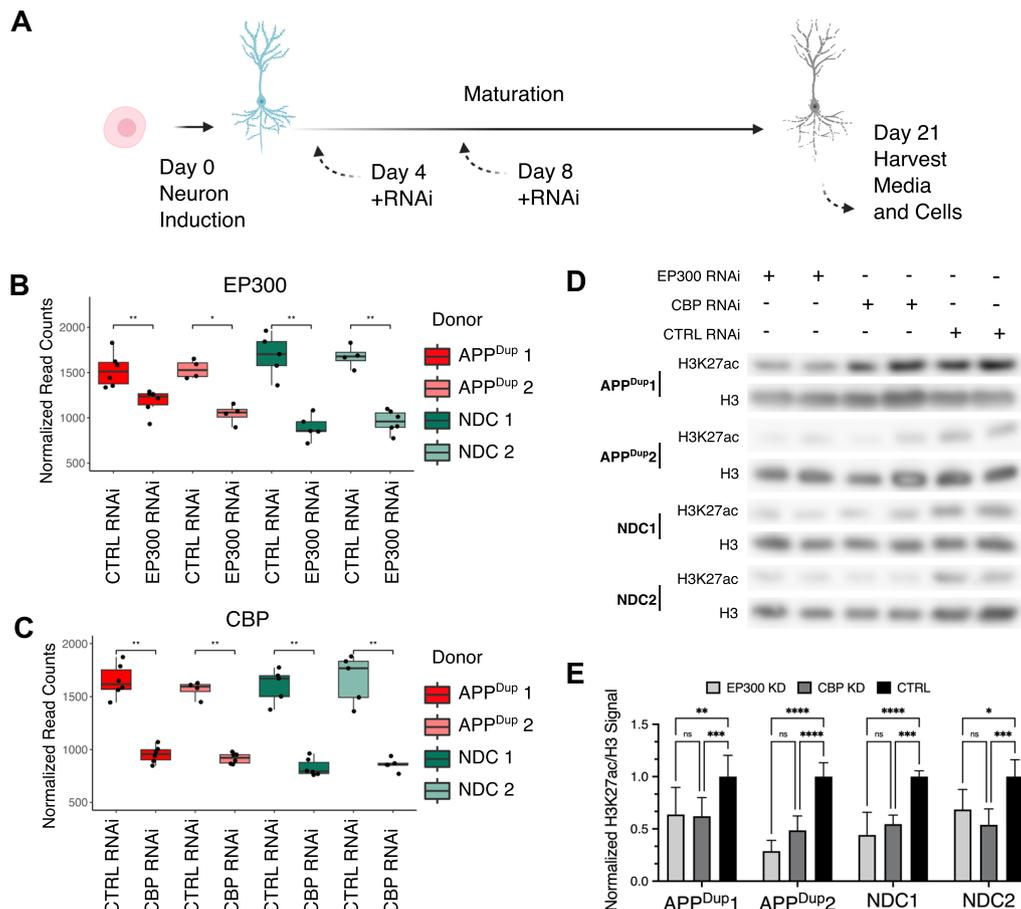 A
Maturation
Day 0
Neuron
Induction
Day 4
+RNAi
Day 8
+RNAi
Day 21
Harvest
Media
and Cells
B
EP300
Normalized Read Counts
2000
1500
1000
500
** * ** **
CTRL RNAi
EP300 RNAi
CTRL RNAi
EP300 RNAi
CTRL RNAi
EP300 RNAi
CTRL RNAi
EP300 RNAi
Donor
APP^Dup 1
APP^Dup 2
NDC 1
NDC 2
C
CBP
Normalized Read Counts
2000
1500
1000
500
** ** ** **
CTRL RNAi
CBP RNAi
CTRL RNAi
CBP RNAi
CTRL RNAi
CBP RNAi
CTRL RNAi
CBP RNAi
Donor
APP^Dup 1
APP^Dup 2
NDC 1
NDC 2
D
EP300 RNAi + + - - - -
CBP RNAi - - + + - -
CTRL RNAi - - - - + +
APP^Dup1
H3K27ac
H3
APP^Dup2
H3K27ac
H3
NDC1
H3K27ac
H3
NDC2
H3K27ac
H3
E
EP300 KD CBP KD CTRL
Normalized H3K27ac/H3 Signal
1.5
1.0
0.5
0.0
** **** **** *
ns *** ns **** ns *** ns ***
APP^Dup1 APP^Dup2 NDC1 NDC2